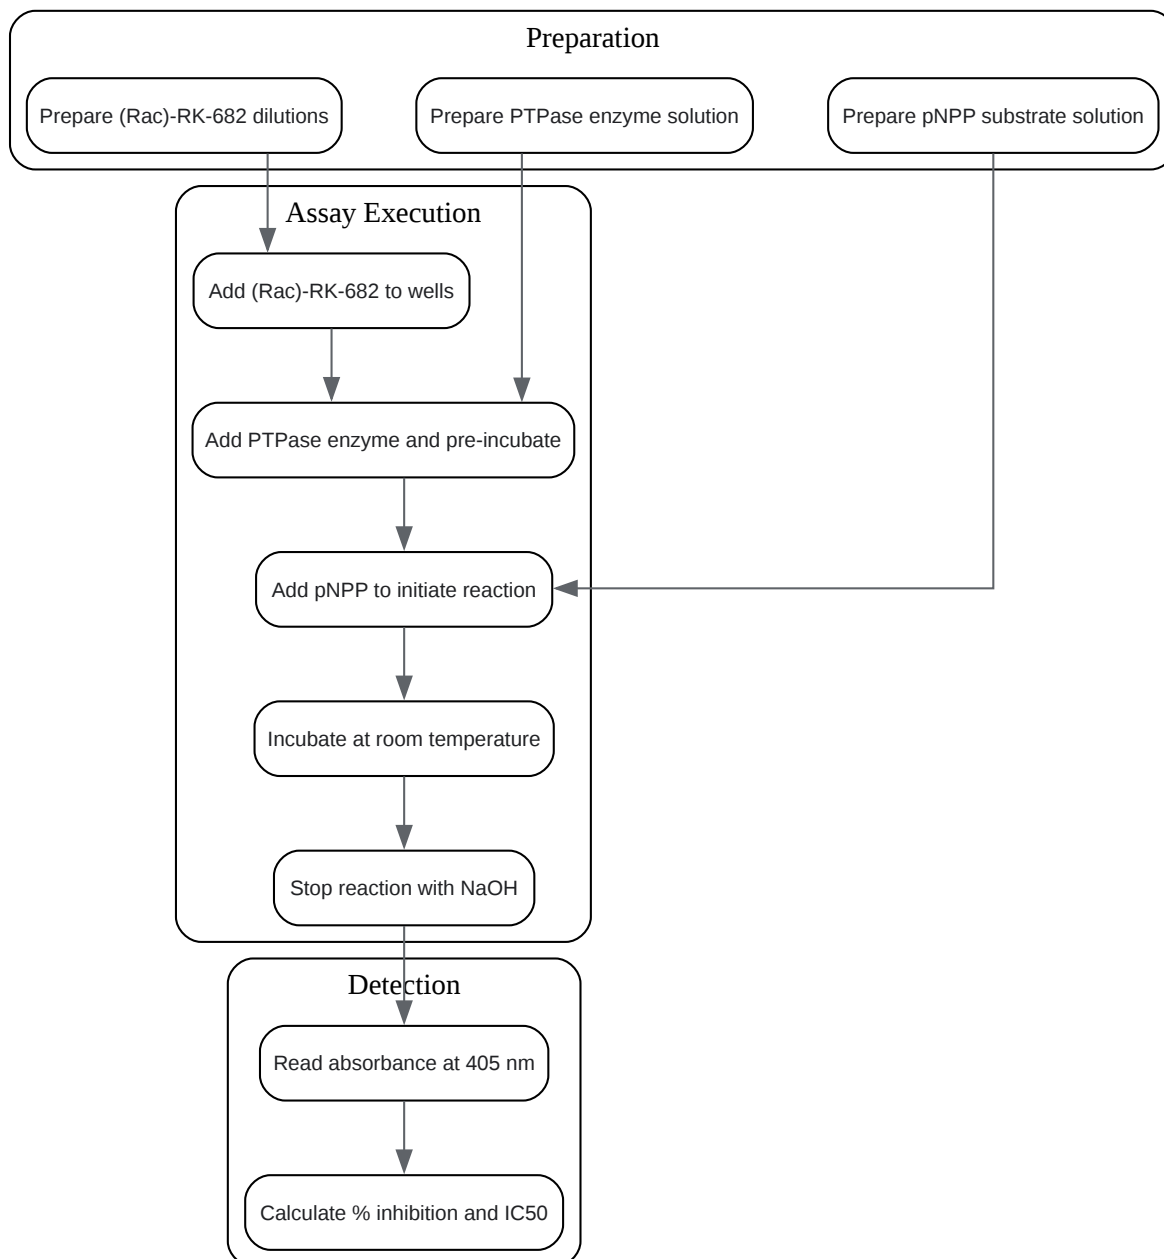 Preparation
Prepare (Rac)-RK-682 dilutions
Prepare PTPase enzyme solution
Prepare pNPP substrate solution
Assay Execution
Add (Rac)-RK-682 to wells
Add PTPase enzyme and pre-incubate
Add pNPP to initiate reaction
Incubate at room temperature
Stop reaction with NaOH
Detection
Read absorbance at 405 nm
Calculate % inhibition and IC50